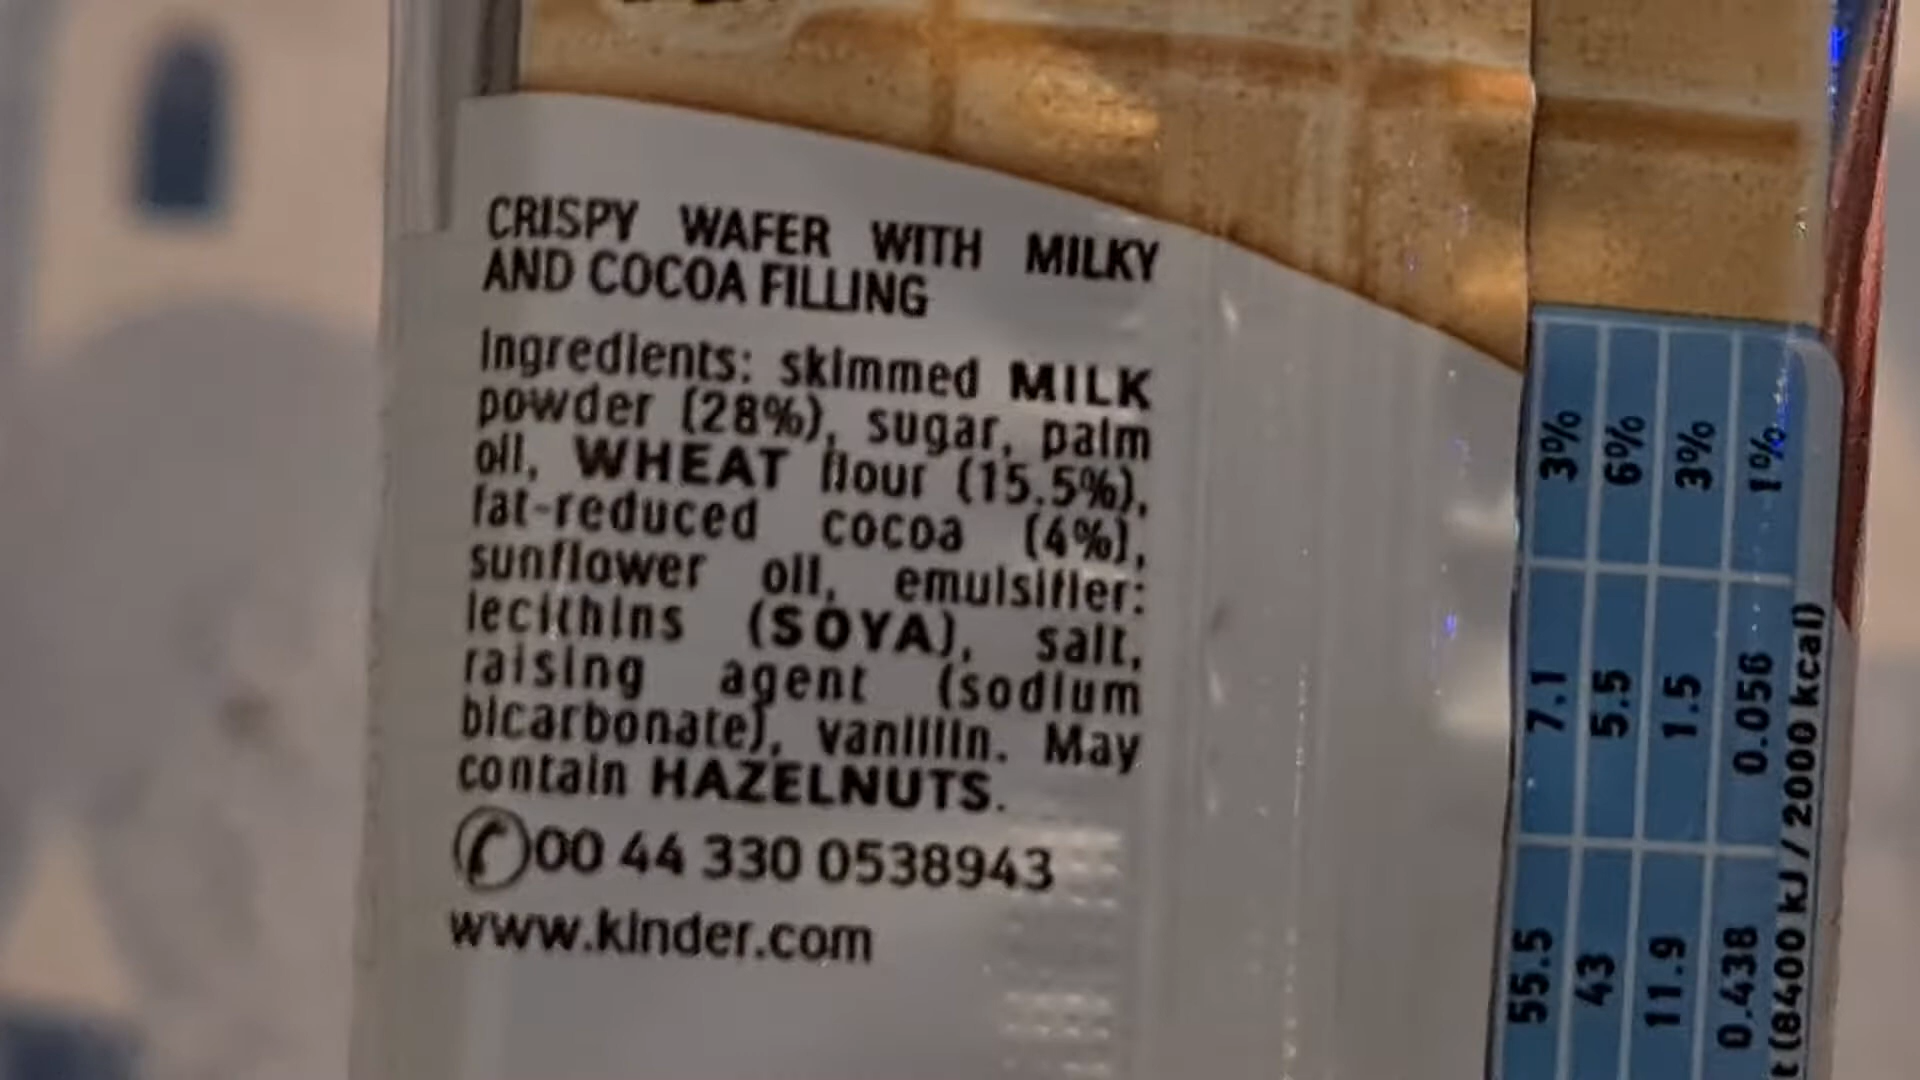 CRISPY WAFER WITH MILKY
AND COCOA FILLING
Ingredients: skimmed MILK
powder (28%), sugar, palm
oil, WHEAT flour (15.5%),
fat-reduced cocoa (4%),
sunflower oil, emulsifier:
lecithins (SOYA), salt,
raising agent (sodium
bicarbonate), vanillin. May
contain HAZELNUTS.
00 44 330 0538943
www.kinder.com
55.5 7.1 3%
43 5.5 6%
11.9 1.5 3%
0.438 0.056 1%
(8400 kJ / 2000 kcal)